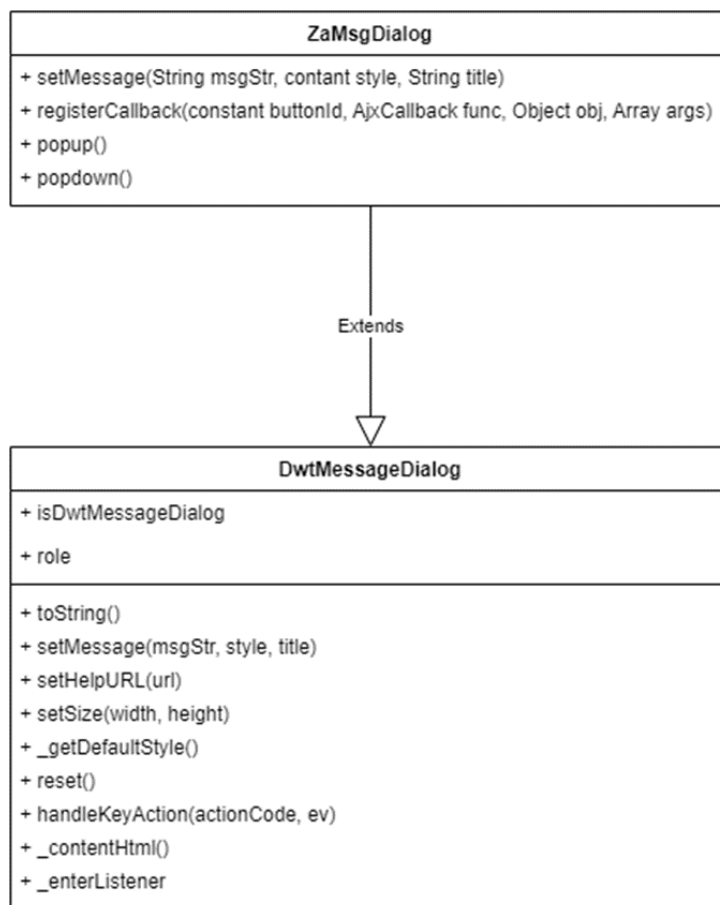 ZaMsgDialog
+ setMessage(String msgStr, contant style, String title)
+ registerCallback(constant buttonId, AjxCallback func, Object obj, Array args)
+ popup()
+ popdown()
Extends
DwtMessageDialog
+ isDwtMessageDialog
+ role
+ toString()
+ setMessage(msgStr, style, title)
+ setHelpURL(url)
+ setSize(width, height)
+ _getDefaultStyle()
+ reset()
+ handleKeyAction(actionCode, ev)
+ _contentHtml()
+ _enterListener